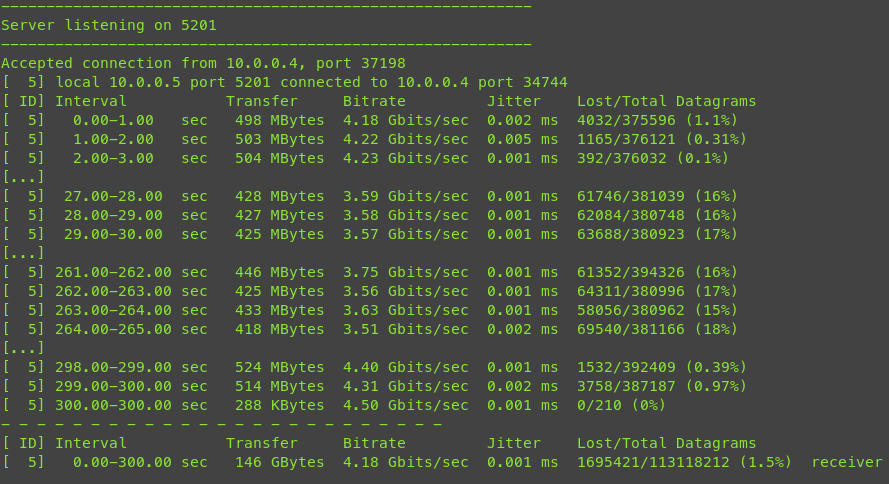 -----------------------------------------------------------
Server listening on 5201
-----------------------------------------------------------
Accepted connection from 10.0.0.4, port 37198
[  5] local 10.0.0.5 port 5201 connected to 10.0.0.4 port 34744
[ ID] Interval           Transfer     Bitrate         Jitter    Lost/Total Datagrams
[  5]   0.00-1.00   sec   498 MBytes  4.18 Gbits/sec  0.002 ms  4032/375596 (1.1%)
[  5]   1.00-2.00   sec   503 MBytes  4.22 Gbits/sec  0.005 ms  1165/376121 (0.31%)
[  5]   2.00-3.00   sec   504 MBytes  4.23 Gbits/sec  0.001 ms  392/376032 (0.1%)
[...]
[  5]  27.00-28.00  sec   428 MBytes  3.59 Gbits/sec  0.001 ms  61746/381039 (16%)
[  5]  28.00-29.00  sec   427 MBytes  3.58 Gbits/sec  0.001 ms  62084/380748 (16%)
[  5]  29.00-30.00  sec   425 MBytes  3.57 Gbits/sec  0.001 ms  63688/380923 (17%)
[...]
[  5] 261.00-262.00 sec   446 MBytes  3.75 Gbits/sec  0.001 ms  61352/394326 (16%)
[  5] 262.00-263.00 sec   425 MBytes  3.56 Gbits/sec  0.001 ms  64311/380996 (17%)
[  5] 263.00-264.00 sec   433 MBytes  3.63 Gbits/sec  0.001 ms  58056/380962 (15%)
[  5] 264.00-265.00 sec   418 MBytes  3.51 Gbits/sec  0.002 ms  69540/381166 (18%)
[...]
[  5] 298.00-299.00 sec   524 MBytes  4.40 Gbits/sec  0.001 ms  1532/392409 (0.39%)
[  5] 299.00-300.00 sec   514 MBytes  4.31 Gbits/sec  0.002 ms  3758/387187 (0.97%)
[  5] 300.00-300.00 sec   288 KBytes  4.50 Gbits/sec  0.001 ms  0/210 (0%)
- - - - - - - - - - - - - - - - - - - - - - - - -
[ ID] Interval           Transfer     Bitrate         Jitter    Lost/Total Datagrams
[  5]   0.00-300.00 sec   146 GBytes  4.18 Gbits/sec  0.001 ms  1695421/113118212 (1.5%)  receiver